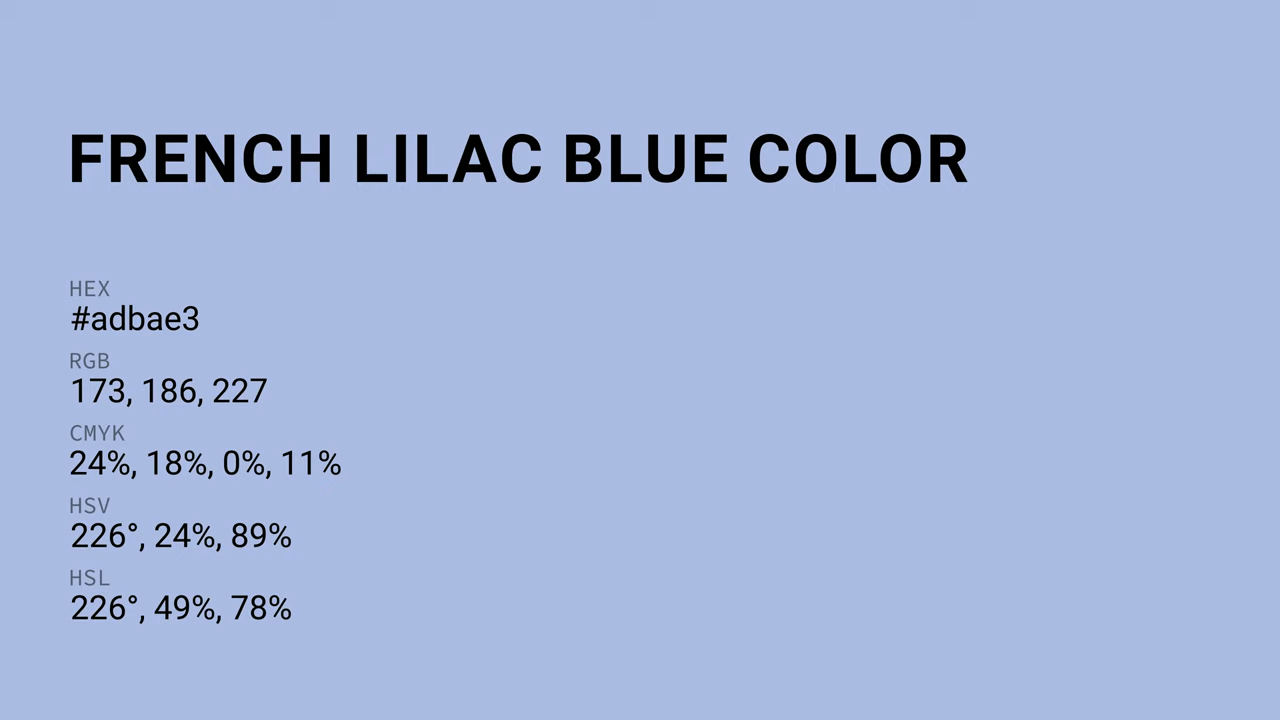 FRENCH LILAC BLUE COLOR
HEX
#adbae3
RGB
173, 186, 227
CMYK
24%, 18%, 0%, 11%
HSV
226°, 24%, 89%
HSL
226°, 49%, 78%